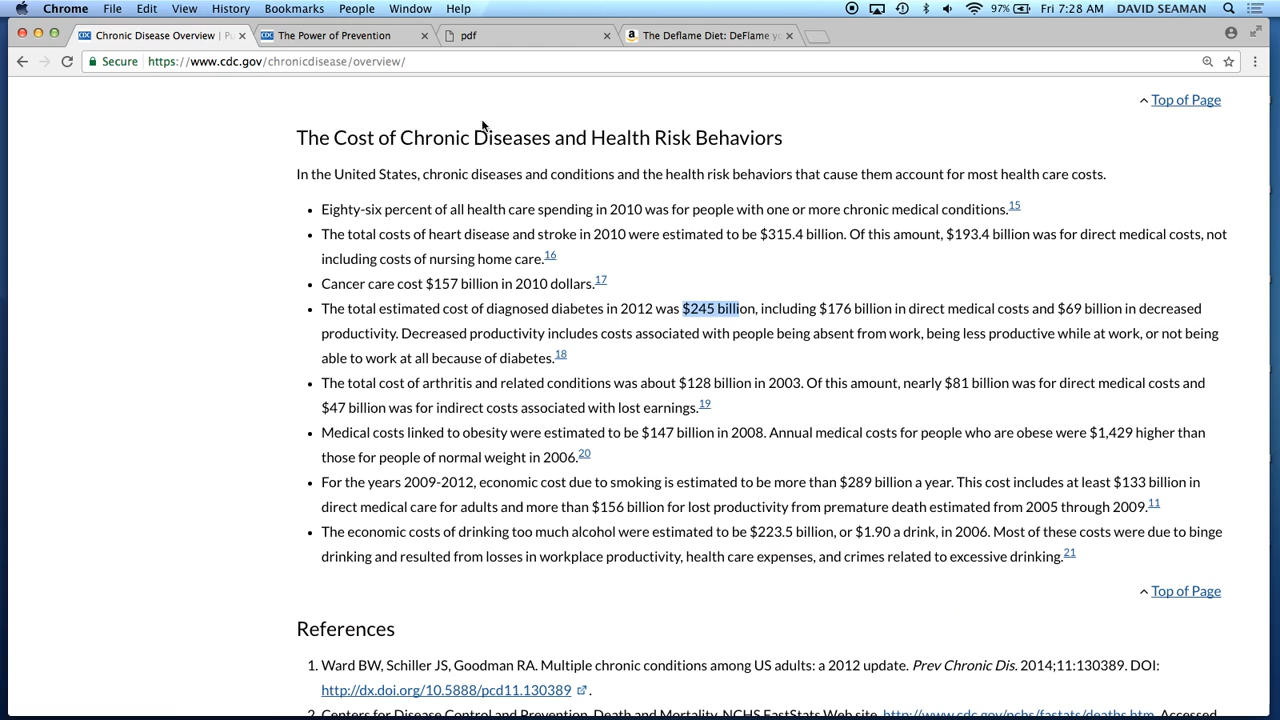 Chrome File Edit View History Bookmarks People Window Help 97% Fri 7:28 AM DAVID SEAMAN
Chronic Disease Overview | Pu The Power of Prevention pdf The Deflame Diet: DeFlame yo
Secure https://www.cdc.gov/chronicdisease/overview/
Top of Page
The Cost of Chronic Diseases and Health Risk Behaviors
In the United States, chronic diseases and conditions and the health risk behaviors that cause them account for most health care costs.
• Eighty-six percent of all health care spending in 2010 was for people with one or more chronic medical conditions.15
• The total costs of heart disease and stroke in 2010 were estimated to be $315.4 billion. Of this amount, $193.4 billion was for direct medical costs, not
including costs of nursing home care.16
• Cancer care cost $157 billion in 2010 dollars.17
• The total estimated cost of diagnosed diabetes in 2012 was $245 billion, including $176 billion in direct medical costs and $69 billion in decreased
productivity. Decreased productivity includes costs associated with people being absent from work, being less productive while at work, or not being
able to work at all because of diabetes.18
• The total cost of arthritis and related conditions was about $128 billion in 2003. Of this amount, nearly $81 billion was for direct medical costs and
$47 billion was for indirect costs associated with lost earnings.19
• Medical costs linked to obesity were estimated to be $147 billion in 2008. Annual medical costs for people who are obese were $1,429 higher than
those for people of normal weight in 2006.20
• For the years 2009-2012, economic cost due to smoking is estimated to be more than $289 billion a year. This cost includes at least $133 billion in
direct medical care for adults and more than $156 billion for lost productivity from premature death estimated from 2005 through 2009.11
• The economic costs of drinking too much alcohol were estimated to be $223.5 billion, or $1.90 a drink, in 2006. Most of these costs were due to binge
drinking and resulted from losses in workplace productivity, health care expenses, and crimes related to excessive drinking.21
Top of Page
References
1. Ward BW, Schiller JS, Goodman RA. Multiple chronic conditions among US adults: a 2012 update. Prev Chronic Dis. 2014;11:130389. DOI:
http://dx.doi.org/10.5888/pcd11.130389 .
2. Centers for Disease Control and Prevention. Death and Mortality. NCHS FastStats Web site. http://www.cdc.gov/nchs/fastats/deaths.htm. Accessed